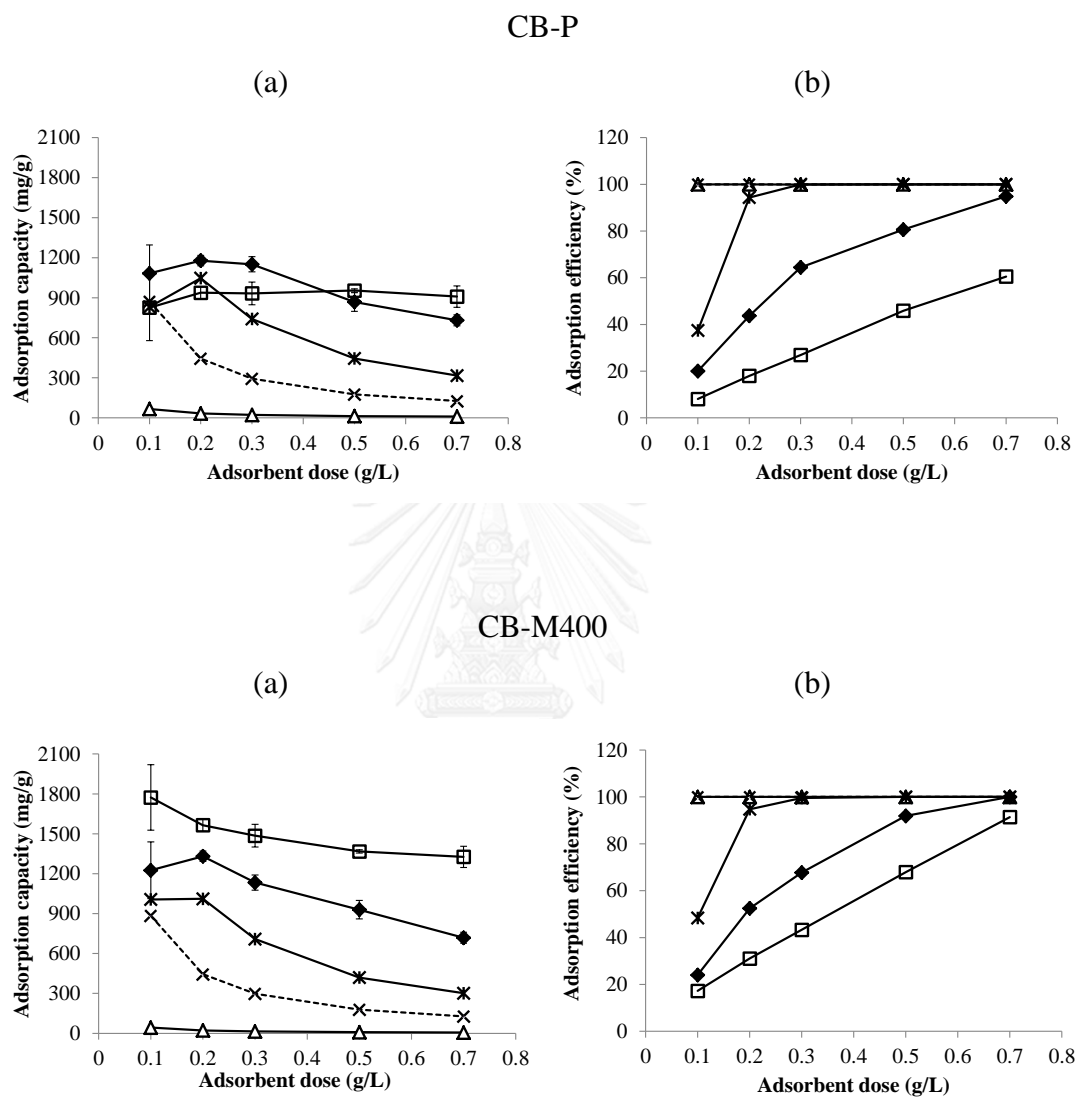 CB-P
(a)
(b)
2100
1800
1500
1200
900
600
300
0
Adsorption capacity (mg/g)
0 0.1 0.2 0.3 0.4 0.5 0.6 0.7 0.8
Adsorbent dose (g/L)
120
100
80
60
40
20
0
Adsorption efficiency (%)
0 0.1 0.2 0.3 0.4 0.5 0.6 0.7 0.8
Adsorbent dose (g/L)
CB-M400
(a)
(b)
2100
1800
1500
1200
900
600
300
0
Adsorption capacity (mg/g)
0 0.1 0.2 0.3 0.4 0.5 0.6 0.7 0.8
Adsorbent dose (g/L)
120
100
80
60
40
20
0
Adsorption efficiency (%)
0 0.1 0.2 0.3 0.4 0.5 0.6 0.7 0.8
Adsorbent dose (g/L)